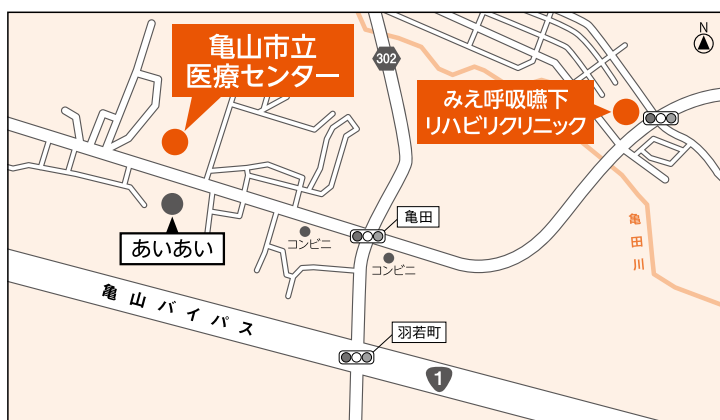 N
302
亀山市立
医療センター
みえ呼吸嚥下
リハビリクリニック
亀田
亀田川
あいあい
コンビニ
コンビニ
亀山バイパス
羽若町
1